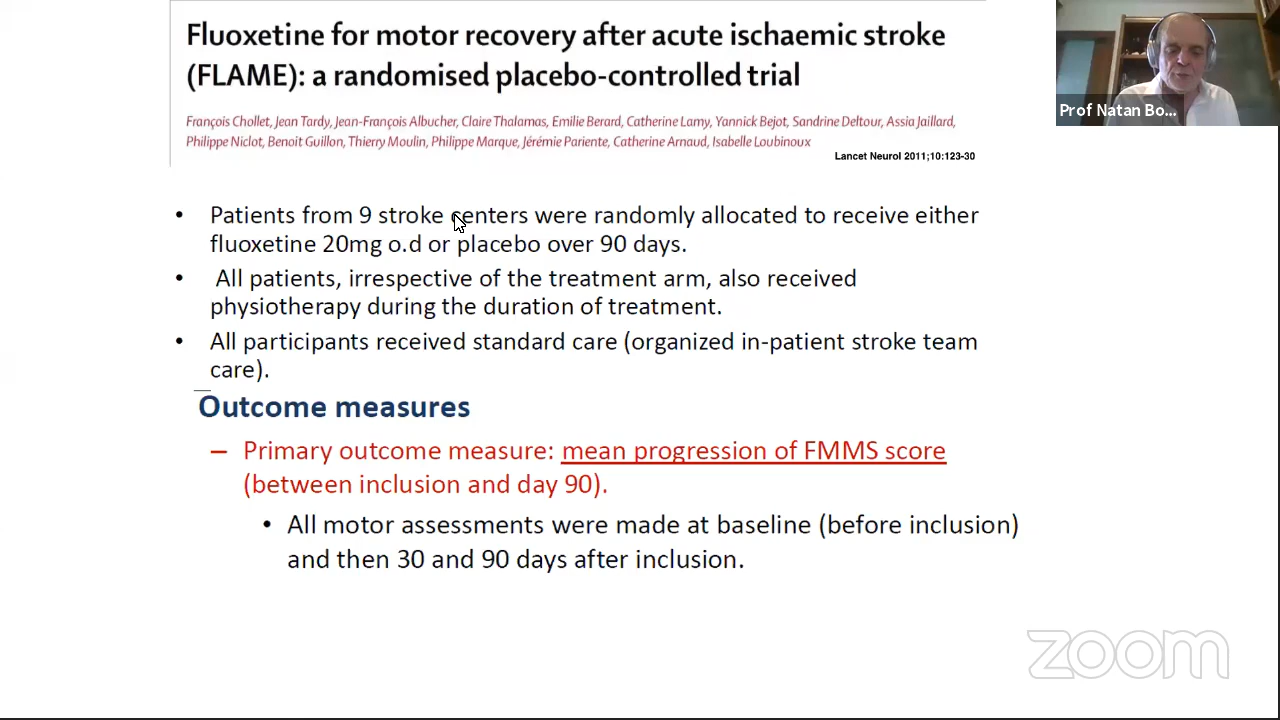 Fluoxetine for motor recovery after acute ischaemic stroke
(FLAME): a randomised placebo-controlled trial
François Chollet, Jean Tardy, Jean-François Albucher, Claire Thalamas, Emilie Berard, Catherine Lamy, Yannick Bejot, Sandrine Deltour, Assia Jaillard,
Philippe Niclot, Benoit Guillon, Thierry Moulin, Philippe Marque, Jérémie Pariente, Catherine Arnaud, Isabelle Loubinoux
Lancet Neurol 2011;10:123-30
Prof Natan Bo...
• Patients from 9 stroke centers were randomly allocated to receive either
fluoxetine 20mg o.d or placebo over 90 days.
• All patients, irrespective of the treatment arm, also received
physiotherapy during the duration of treatment.
• All participants received standard care (organized in-patient stroke team
care).
Outcome measures
– Primary outcome measure: mean progression of FMMS score
(between inclusion and day 90).
• All motor assessments were made at baseline (before inclusion)
and then 30 and 90 days after inclusion.
zoom